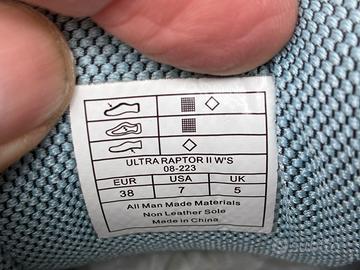 ULTRA RAPTOR II W'S
08-223
EUR USA UK
38 7 5
All Man Made Materials
Non Leather Sole
Made in China